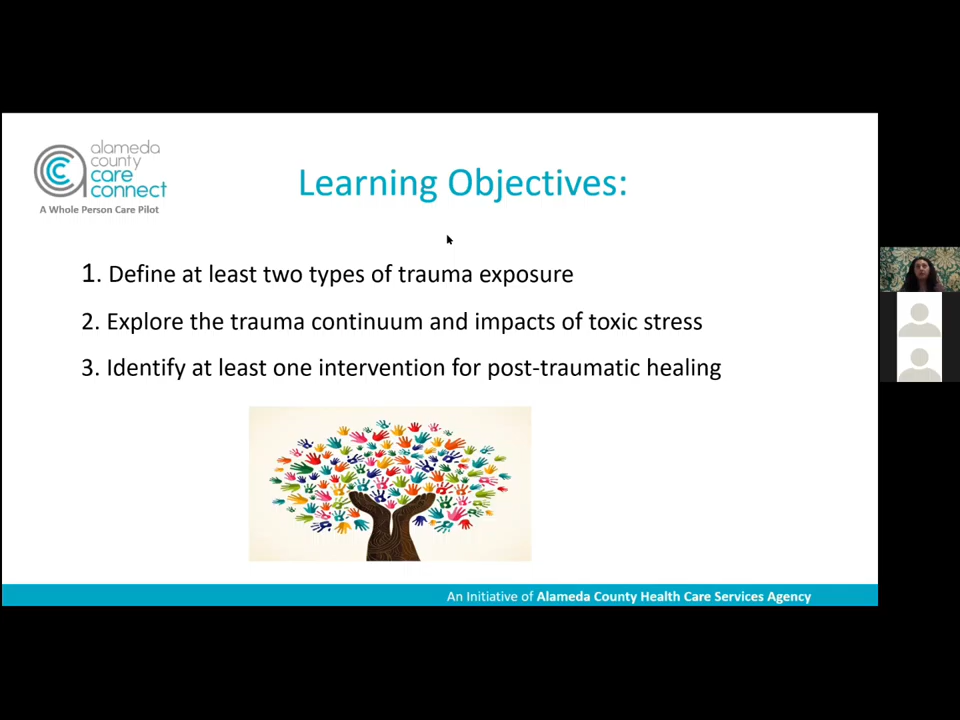 alameda
county
care
connect
A Whole Person Care Pilot
Learning Objectives:
1. Define at least two types of trauma exposure
2. Explore the trauma continuum and impacts of toxic stress
3. Identify at least one intervention for post-traumatic healing
An Initiative of Alameda County Health Care Services Agency